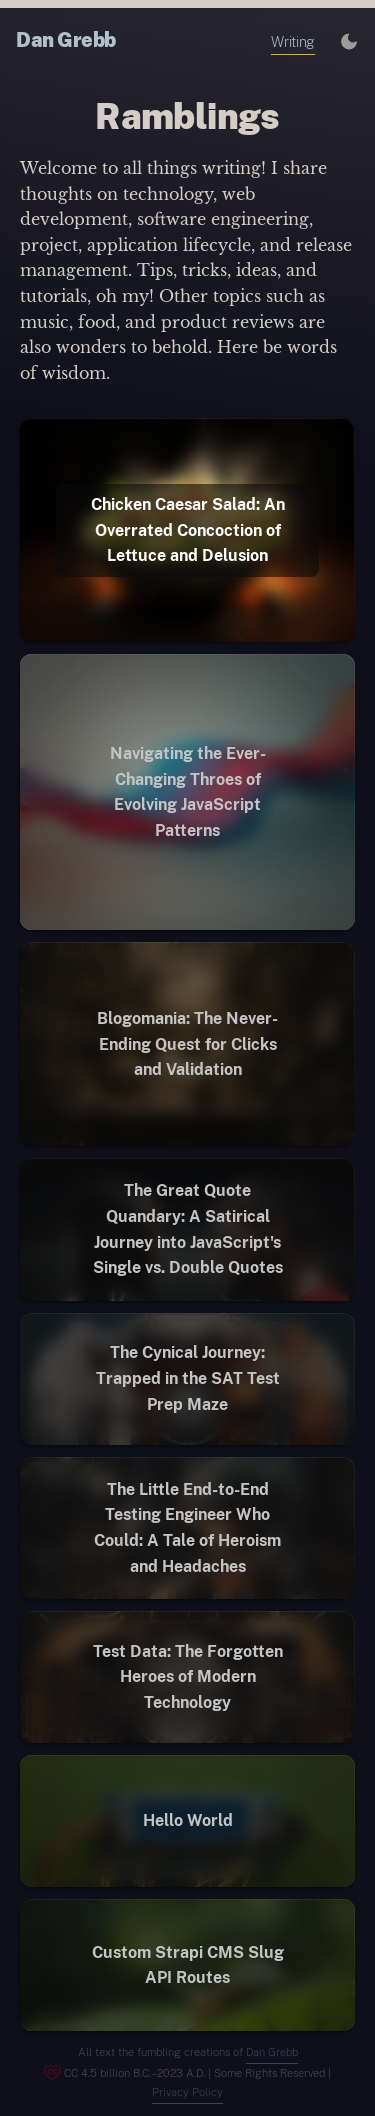 Dan Grebb
Writing
Ramblings
Welcome to all things writing! I share
thoughts on technology, web
development, software engineering,
project, application lifecycle, and release
management. Tips, tricks, ideas, and
tutorials, oh my! Other topics such as
music, food, and product reviews are
also wonders to behold. Here be words
of wisdom.
Chicken Caesar Salad: An
Overrated Concoction of
Lettuce and Delusion
Navigating the Ever-
Changing Throes of
Evolving JavaScript
Patterns
Blogomania: The Never-
Ending Quest for Clicks
and Validation
The Great Quote
Quandary: A Satirical
Journey into JavaScript's
Single vs. Double Quotes
The Cynical Journey:
Trapped in the SAT Test
Prep Maze
The Little End-to-End
Testing Engineer Who
Could: A Tale of Heroism
and Headaches
Test Data: The Forgotten
Heroes of Modern
Technology
Hello World
Custom Strapi CMS Slug
API Routes
All text the fumbling creations of Dan Grebb
CC 4.5 billion B.C.–2023 A.D. | Some Rights Reserved |
Privacy Policy